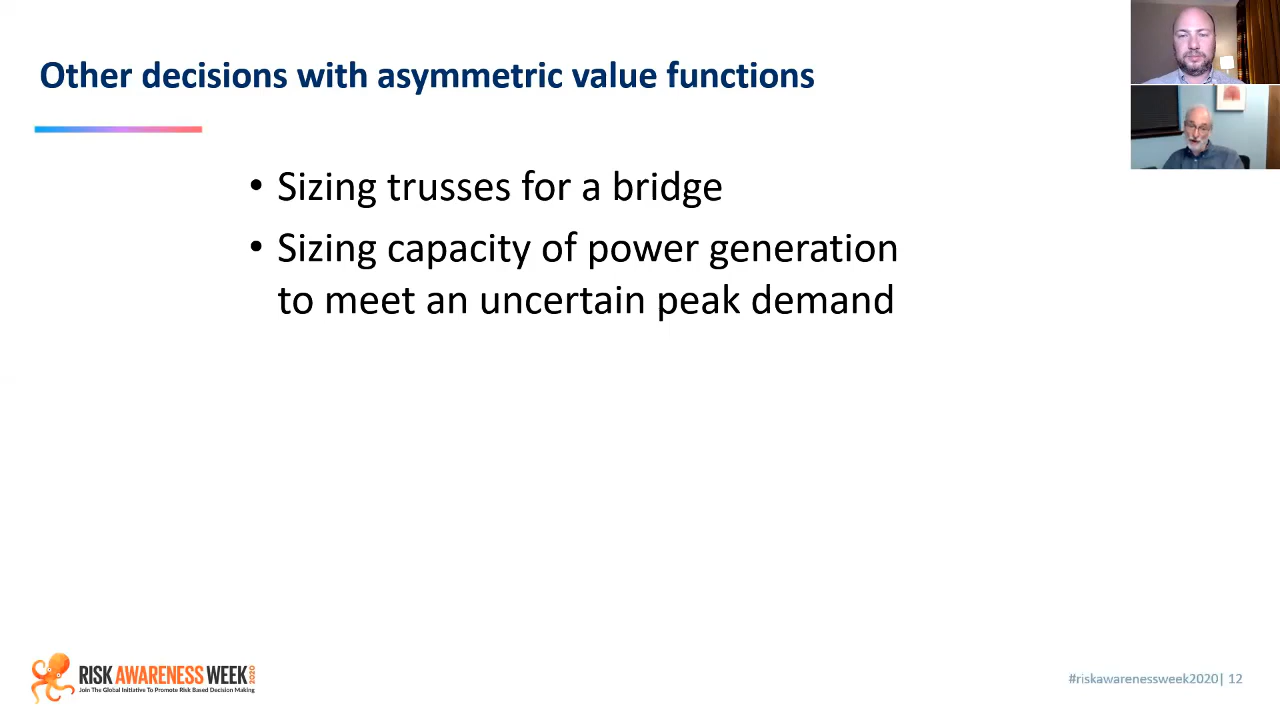 Other decisions with asymmetric value functions
• Sizing trusses for a bridge
• Sizing capacity of power generation
to meet an uncertain peak demand
RISK AWARENESS WEEK 2020
Join The Global Initiative To Promote Risk Based Decision Making
#riskawarenessweek2020| 12